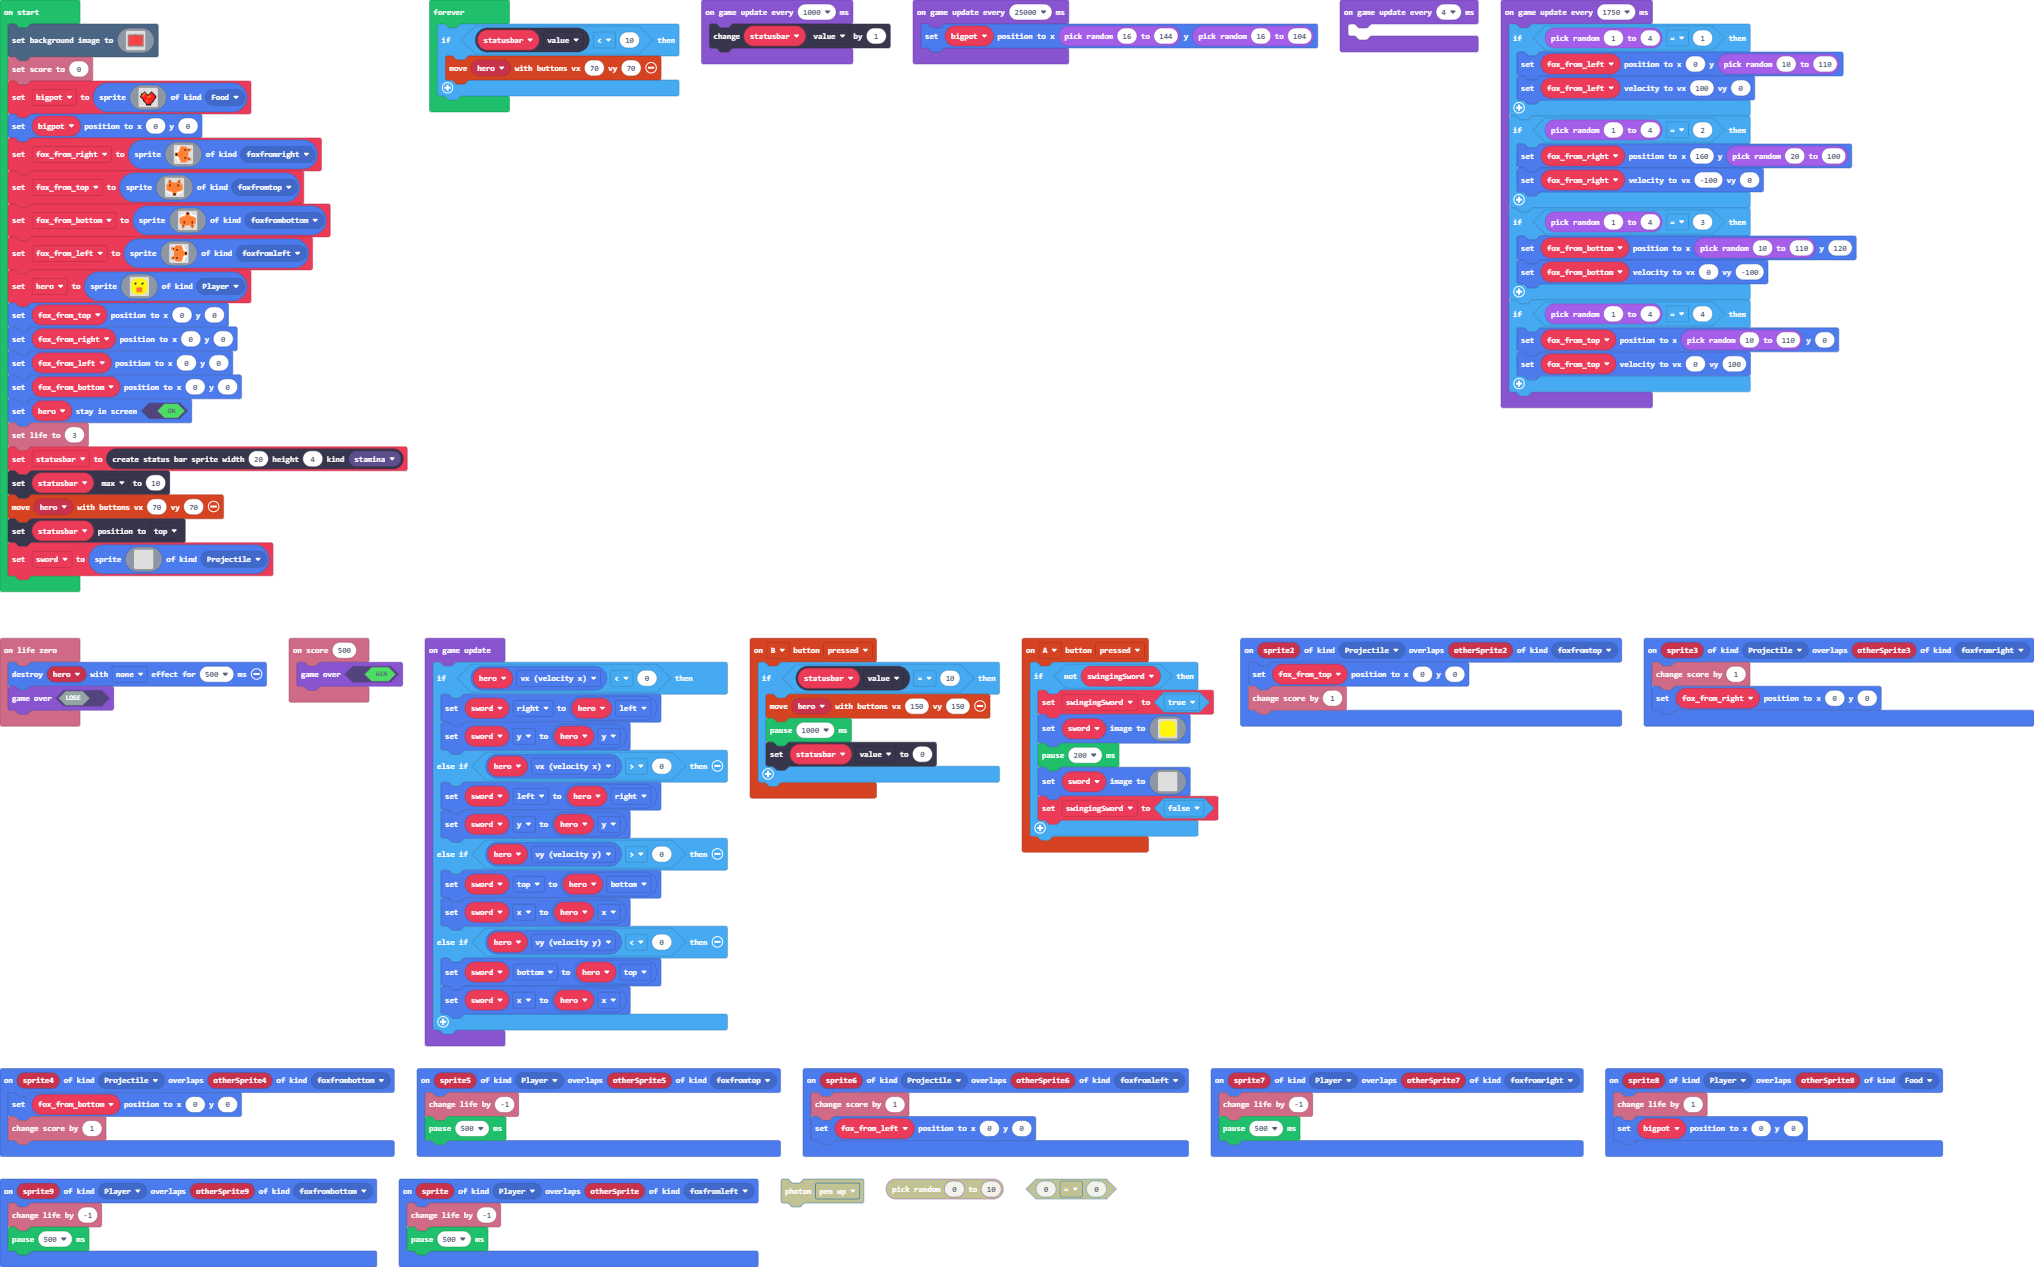 on start
set background image to
set score to 0
set bigpot to sprite of kind Food
set bigpot position to x 0 y 0
set fox_from_right to sprite of kind foxfromright
set fox_from_top to sprite of kind foxfromtop
set fox_from_bottom to sprite of kind foxfrombottom
set fox_from_left to sprite of kind foxfromleft
set hero to sprite of kind Player
set fox_from_top position to x 0 y 0
set fox_from_right position to x 0 y 0
set fox_from_left position to x 0 y 0
set fox_from_bottom position to x 0 y 0
set hero stay in screen ON
set life to 3
set statusbar to create status bar sprite width 20 height 4 kind stamina
set statusbar max to 10
move hero with buttons vx 70 vy 70
set statusbar position to top
set sword to sprite of kind Projectile
forever
if statusbar value < 10 then
move hero with buttons vx 70 vy 70
on game update every 1000 ms
change statusbar value by 1
on game update every 25000 ms
set bigpot position to x pick random 16 to 144 y pick random 16 to 104
on game update every 4 ms
on game update every 1750 ms
if pick random 1 to 4 = 1 then
set fox_from_left position to x 0 y pick random 10 to 110
set fox_from_left velocity to vx 100 vy 0
if pick random 1 to 4 = 2 then
set fox_from_right position to x 160 y pick random 20 to 100
set fox_from_right velocity to vx -100 vy 0
if pick random 1 to 4 = 3 then
set fox_from_bottom position to x pick random 10 to 110 y 120
set fox_from_bottom velocity to vx 0 vy -100
if pick random 1 to 4 = 4 then
set fox_from_top position to x pick random 10 to 110 y 0
set fox_from_top velocity to vx 0 vy 100
on life zero
destroy hero with none effect for 500 ms
game over LOSE
on score 500
game over WIN
on game update
if hero vx (velocity x) < 0 then
set sword right to hero left
set sword y to hero y
else if hero vx (velocity x) > 0 then
set sword left to hero right
set sword y to hero y
else if hero vy (velocity y) > 0 then
set sword top to hero bottom
set sword x to hero x
else if hero vy (velocity y) < 0 then
set sword bottom to hero top
set sword x to hero x
on B button pressed
if statusbar value = 10 then
move hero with buttons vx 150 vy 150
pause 1000 ms
set statusbar value to 0
on A button pressed
if not swingingSword then
set swingingSword to true
set sword image to
pause 200 ms
set sword image to
set swingingSword to false
on sprite2 of kind Projectile overlaps otherSprite2 of kind foxfromtop
set fox_from_top position to x 0 y 0
change score by 1
on sprite3 of kind Projectile overlaps otherSprite3 of kind foxfromright
change score by 1
set fox_from_right position to x 0 y 0
on sprite4 of kind Projectile overlaps otherSprite4 of kind foxfrombottom
set fox_from_bottom position to x 0 y 0
change score by 1
on sprite5 of kind Player overlaps otherSprite5 of kind foxfromtop
change life by -1
pause 500 ms
on sprite6 of kind Projectile overlaps otherSprite6 of kind foxfromleft
change score by 1
set fox_from_left position to x 0 y 0
on sprite7 of kind Player overlaps otherSprite7 of kind foxfromright
change life by -1
pause 500 ms
on sprite8 of kind Player overlaps otherSprite8 of kind Food
change life by 1
set bigpot position to x 0 y 0
on sprite9 of kind Player overlaps otherSprite9 of kind foxfrombottom
change life by -1
pause 500 ms
on sprite of kind Player overlaps otherSprite of kind foxfromleft
change life by -1
pause 500 ms
photon pen up
pick random 0 to 10
0 = 0